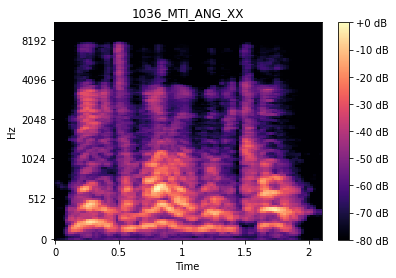 1036_MTI_ANG_XX
8192
4096
2048
1024
512
0
Hz
0
0.5
1
1.5
2
Time
+0 dB
-10 dB
-20 dB
-30 dB
-40 dB
-50 dB
-60 dB
-70 dB
-80 dB